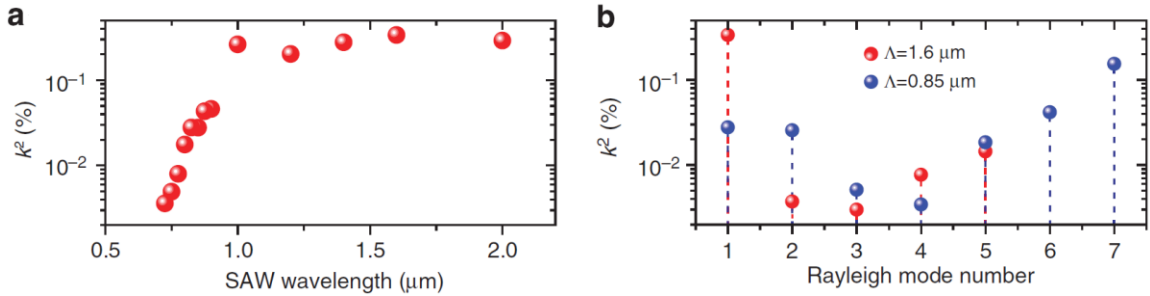 a
k² (%)
10⁻¹
10⁻²
0.5 1.0 1.5 2.0
SAW wavelength (μm)
b
k² (%)
10⁻¹
10⁻²
Λ=1.6 μm
Λ=0.85 μm
1 2 3 4 5 6 7
Rayleigh mode number